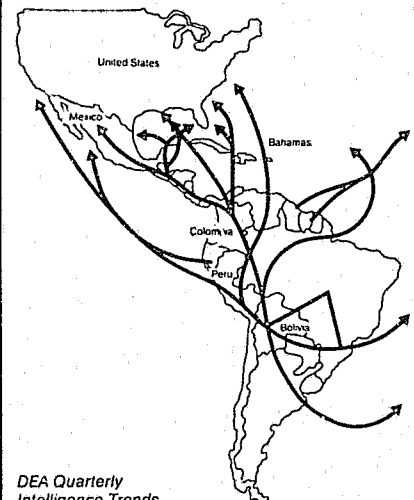 United States
Mexico
Bahamas
Colombia
Peru
Bolivia
DEA Quarterly
Intelligence Trends